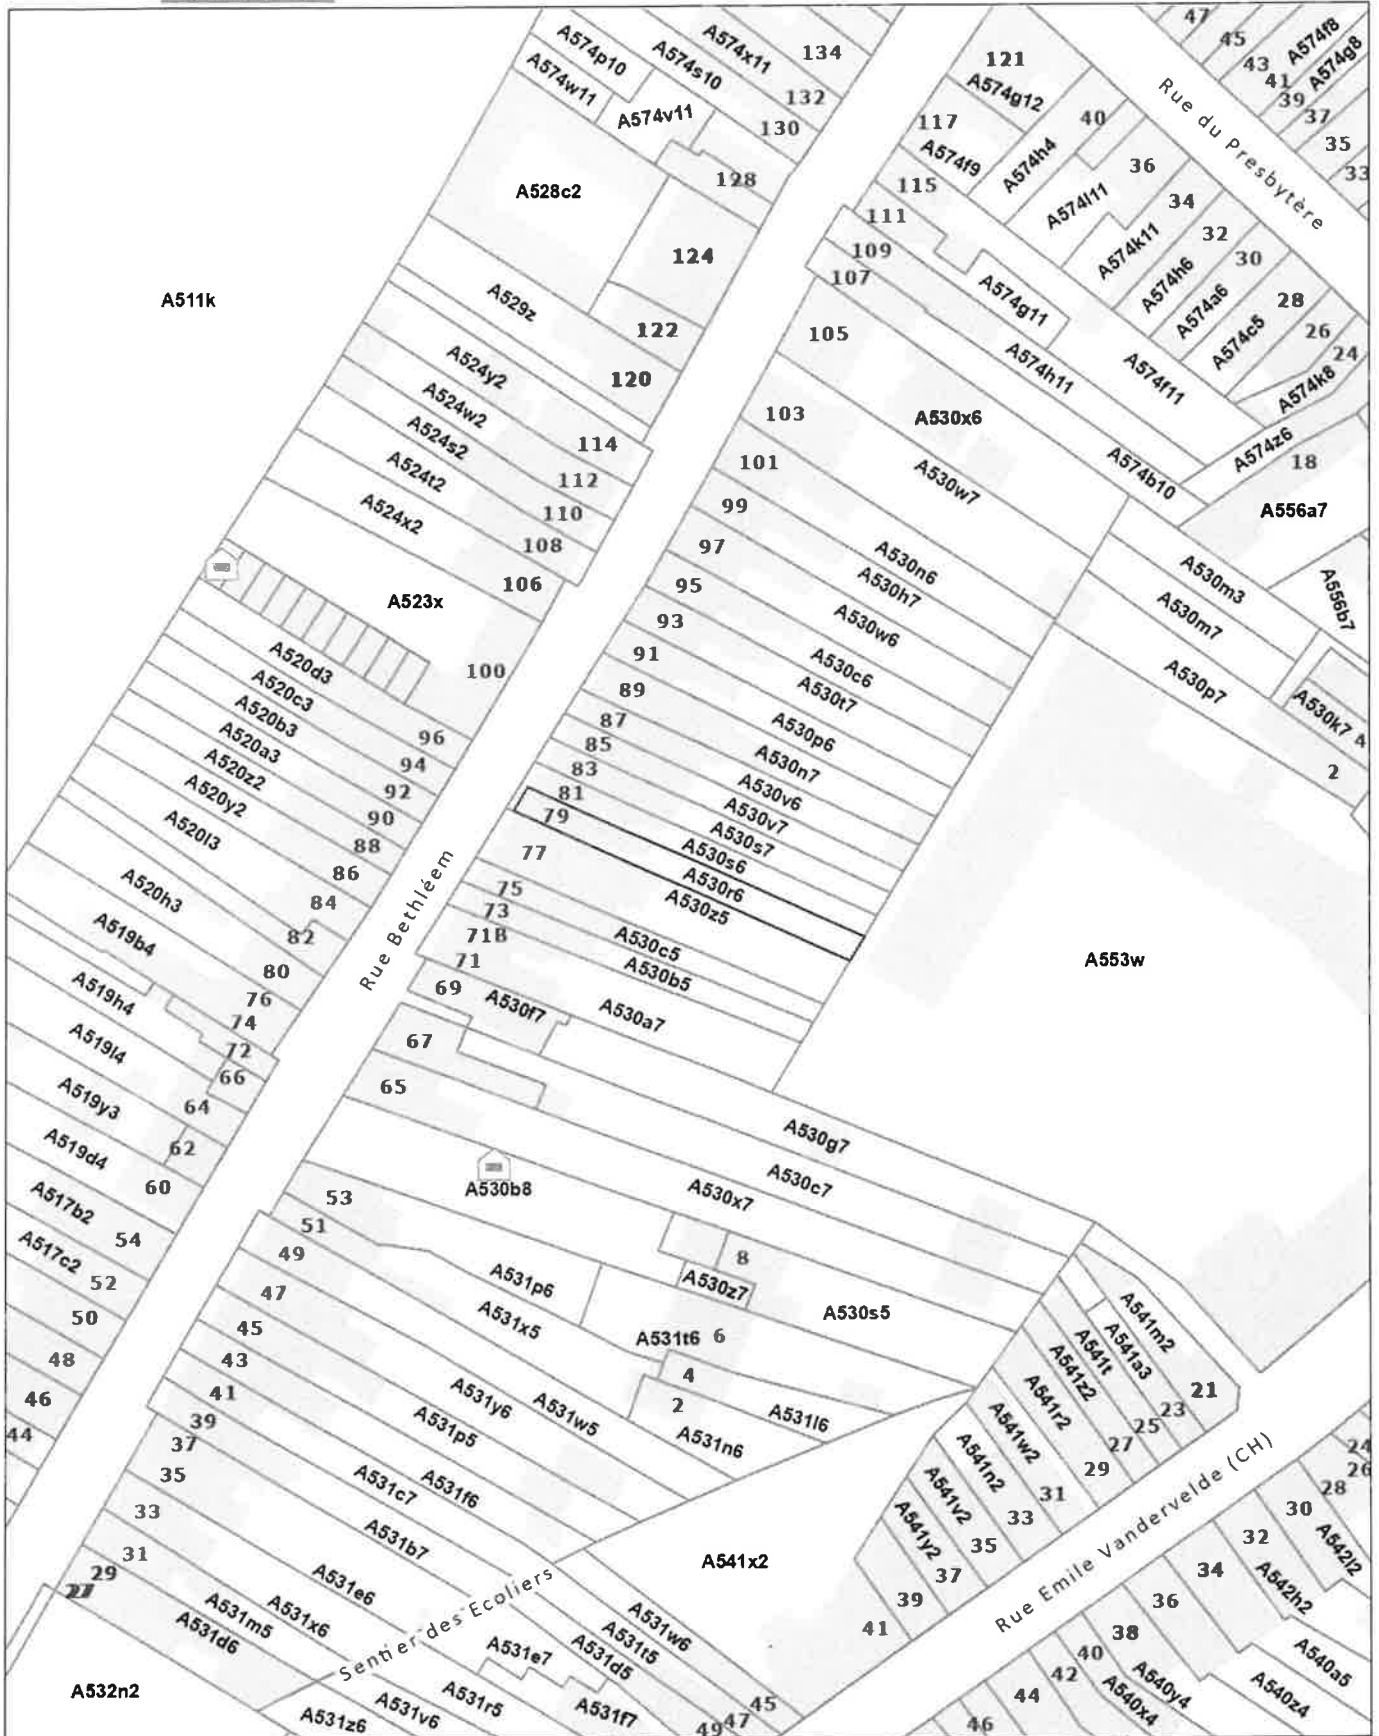 A574p10
A574w11
A574s10
A574x11
A574v11
134
132
130
128
A528c2
124
A511k
A529z
122
120
A524y2
A524w2
A524s2
A524t2
A524x2
114
112
110
108
106
A523x
100
A520d3
A520c3
A520b3
A520a3
A520z2
A520y2
A520l3
A520h3
96
94
92
90
88
86
84
82
80
76
74
72
66
64
62
60
54
52
50
48
46
44
A519b4
A519h4
A519l4
A519y3
A519d4
A517b2
A517c2
Rue Bethléem
121
A574g12
117
A574f9
115
111
109
107
105
103
101
99
97
95
93
91
89
87
85
83
81
79
77
75
73
71B
71
69
67
65
53
51
49
47
45
43
41
39
37
35
33
31
29
27
A574h4
40
A574l11
36
A574k11
34
A574h6
32
A574a6
30
A574c5
28
26
24
A574k8
A574z6
18
A556a7
A556b7
Rue du Presbytère
47
45
43
41
39
37
35
33
A574f8
A574g8
A574g11
A574h11
A574f11
A574b10
A530x6
A530w7
A530n6
A530h7
A530w6
A530c6
A530t7
A530p6
A530n7
A530v6
A530v7
A530s7
A530s6
A530r6
A530z5
A530c5
A530b5
A530a7
A530f7
A530m3
A530m7
A530p7
A530k7
4
2
A553w
A530g7
A530c7
A530x7
A530b8
8
A530z7
A530s5
A531p6
A531x5
A531t6
6
4
2
A531l6
A531n6
A531w5
A531y6
A531p5
A531f6
A531c7
A531b7
A531e6
A531x6
A531m5
A531d6
A532n2
Sentier des Ecoliers
A531e7
A531d5
A531t5
A531w6
A531f7
A531r5
A531v6
A531z6
45
47
49
A541x2
A541m2
A541a3
A541t
A541z2
A541r2
A541w2
A541n2
A541v2
A541y2
21
23
25
27
29
31
33
35
37
39
41
Rue Emile Vandervelde (CH)
24
26
28
30
32
34
36
38
40
42
44
46
A542l2
A542h2
A540a5
A540z4
A540y4
A540x4